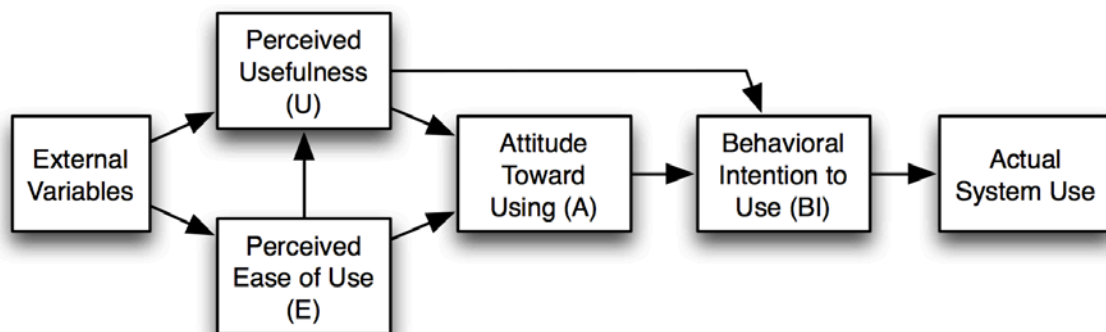 External
Variables
Perceived
Usefulness
(U)
Perceived
Ease of Use
(E)
Attitude
Toward
Using (A)
Behavioral
Intention to
Use (BI)
Actual
System Use